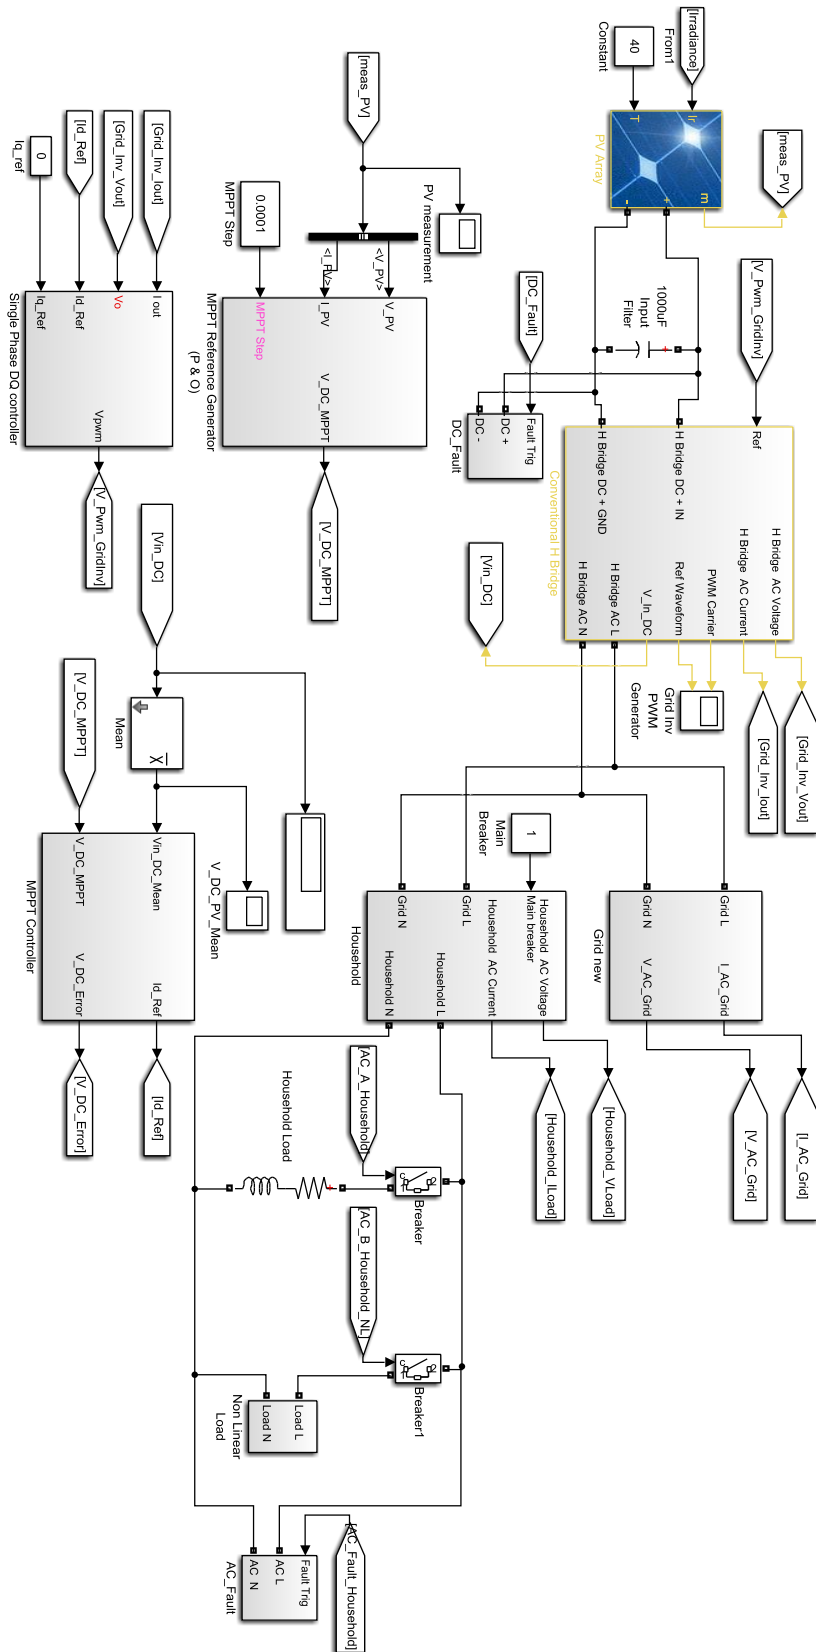 [Irradiance]
From1
40
Constant
Ir
T
m
+
-
PV Array
[meas_PV]
1000uF
Input
Filter
+
[DC_Fault]
Fault Trig
DC +
DC -
DC_Fault
[V_Pwm_GridInv]
Ref
H Bridge DC + IN
H Bridge DC + GND
H Bridge AC Voltage
H Bridge AC Current
PWM Carrier
Ref Waveform
V_In_DC
H Bridge AC L
H Bridge AC N
Conventional H Bridge
[Vin_DC]
Grid Inv
PWM
Generator
[Grid_Inv_Vout]
[Grid_Inv_Iout]
Grid L
Grid N
I_AC_Grid
V_AC_Grid
Grid new
[I_AC_Grid]
[V_AC_Grid]
1
Main
Breaker
Main breaker
Grid L
Grid N
Household AC Voltage
Household AC Current
Household L
Household N
Household
[Household_VLoad]
[Household_ILoad]
[AC_A_Household]
c
1
2
Breaker
Household Load
+
[AC_B_Household_NL]
c
1
2
Breaker1
Load L
Load N
Non Linear
Load
[AC_Fault_Household]
Fault Trig
AC L
AC N
AC_Fault
[meas_PV]
PV measurement
<V_PV>
<I_PV>
0.0001
MPPT Step
V_PV
I_PV
MPPT Step
V_DC_MPPT
MPPT Reference Generator
(P & O)
[V_DC_MPPT]
[Grid_Inv_Iout]
[Grid_Inv_Vout]
[Id_Ref]
0
Iq_ref
I out
Vo
Id_Ref
Iq_Ref
Vpwm
Single Phase DQ controller
[V_Pwm_GridInv]
[Vin_DC]
X
Mean
V_DC_PV_Mean
[V_DC_MPPT]
Vin_DC_Mean
V_DC_MPPT
Id_Ref
V_DC_Error
MPPT Controller
[Id_Ref]
[V_DC_Error]